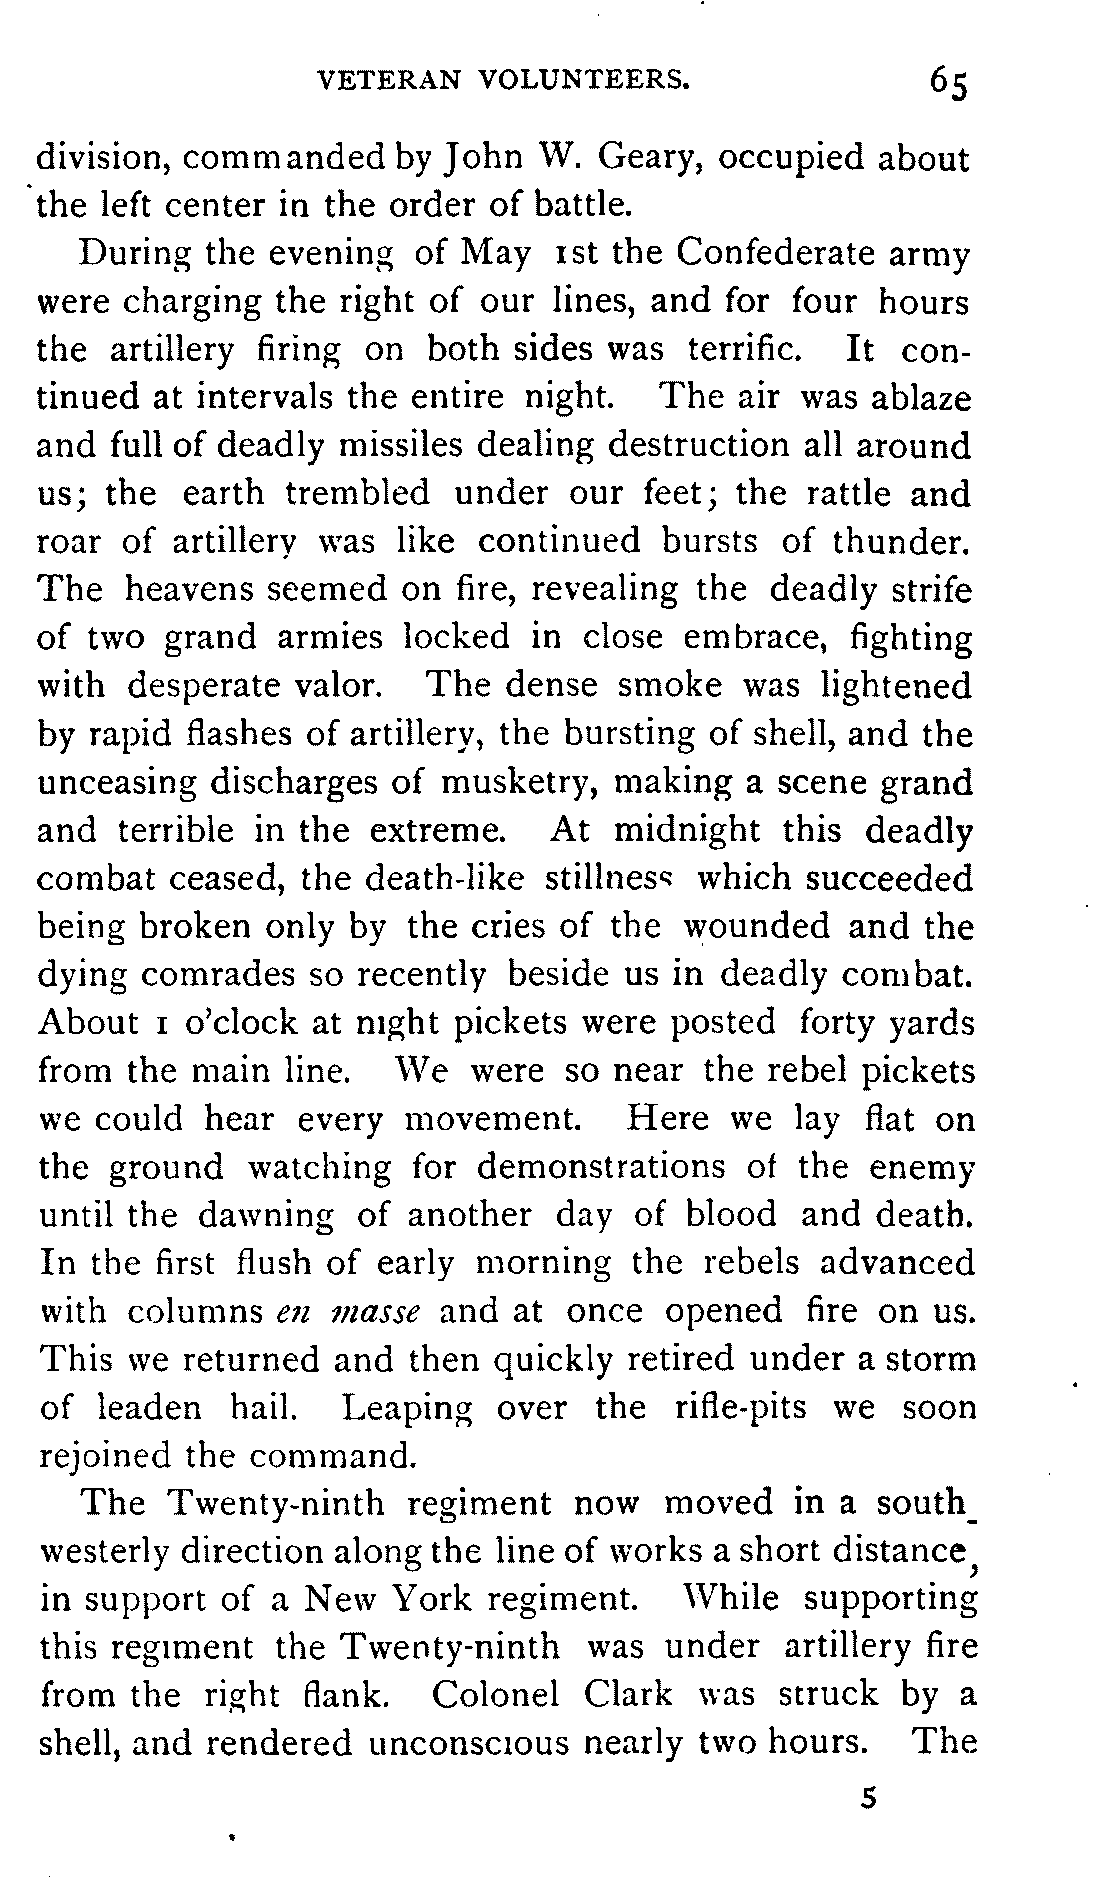 VETERAN VOLUNTEERS. 65
division, commanded by John W. Geary, occupied about
the left center in the order of battle.
During the evening of May 1st the Confederate army
were charging the right of our lines, and for four hours
the artillery firing on both sides was terrific. It con-
tinued at intervals the entire night. The air was ablaze
and full of deadly missiles dealing destruction all around
us; the earth trembled under our feet; the rattle and
roar of artillery was like continued bursts of thunder.
The heavens seemed on fire, revealing the deadly strife
of two grand armies locked in close embrace, fighting
with desperate valor. The dense smoke was lightened
by rapid flashes of artillery, the bursting of shell, and the
unceasing discharges of musketry, making a scene grand
and terrible in the extreme. At midnight this deadly
combat ceased, the death-like stillness which succeeded
being broken only by the cries of the wounded and the
dying comrades so recently beside us in deadly combat.
About 1 o'clock at night pickets were posted forty yards
from the main line. We were so near the rebel pickets
we could hear every movement. Here we lay flat on
the ground watching for demonstrations of the enemy
until the dawning of another day of blood and death.
In the first flush of early morning the rebels advanced
with columns en masse and at once opened fire on us.
This we returned and then quickly retired under a storm
of leaden hail. Leaping over the rifle-pits we soon
rejoined the command.
The Twenty-ninth regiment now moved in a south-
westerly direction along the line of works a short distance,
in support of a New York regiment. While supporting
this regiment the Twenty-ninth was under artillery fire
from the right flank. Colonel Clark was struck by a
shell, and rendered unconscious nearly two hours. The
5